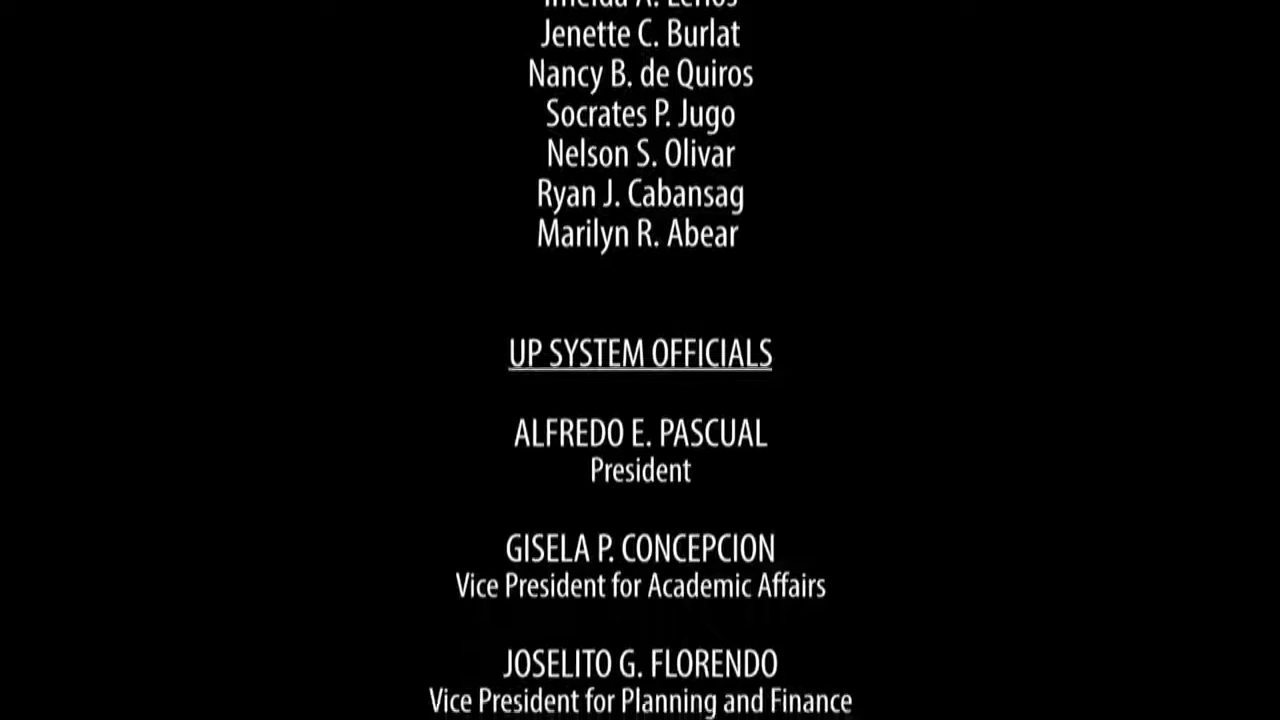 Jenette C. Burlat
Nancy B. de Quiros
Socrates P. Jugo
Nelson S. Olivar
Ryan J. Cabansag
Marilyn R. Abear
UP SYSTEM OFFICIALS
ALFREDO E. PASCUAL
President
GISELA P. CONCEPCION
Vice President for Academic Affairs
JOSELITO G. FLORENDO
Vice President for Planning and Finance